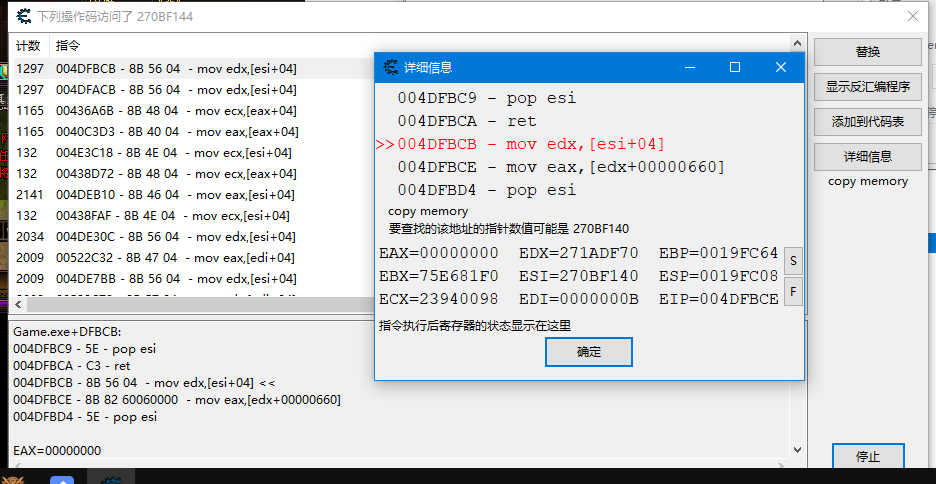 下列操作码访问了 270BF144
计数 指令
1297 004DFBCB - 8B 56 04 - mov edx,[esi+04]
1297 004DFACB - 8B 56 04 - mov edx,[esi+04]
1165 00436A6B - 8B 48 04 - mov ecx,[eax+04]
1165 0040C3D3 - 8B 40 04 - mov eax,[eax+04]
132 004E3C18 - 8B 4E 04 - mov ecx,[esi+04]
132 00438D72 - 8B 48 04 - mov ecx,[eax+04]
2141 004DEB10 - 8B 46 04 - mov eax,[esi+04]
132 00438FAF - 8B 4E 04 - mov ecx,[esi+04]
2034 004DE30C - 8B 56 04 - mov edx,[esi+04]
2009 00522C32 - 8B 47 04 - mov eax,[edi+04]
2009 004DE7BB - 8B 56 04 - mov edx,[esi+04]
替换
显示反汇编程序
添加到代码表
详细信息
copy memory
停止
详细信息
004DFBC9 - pop esi
004DFBCA - ret
>>004DFBCB - mov edx,[esi+04]
004DFBCE - mov eax,[edx+00000660]
004DFBD4 - pop esi
copy memory
要查找的该地址的指针数值可能是 270BF140
EAX=00000000 EDX=271ADF70 EBP=0019FC64
EBX=75E681F0 ESI=270BF140 ESP=0019FC08
ECX=23940098 EDI=0000000B EIP=004DFBCE
S
F
指令执行后寄存器的状态显示在这里
确定
Game.exe+DFBCB:
004DFBC9 - 5E - pop esi
004DFBCA - C3 - ret
004DFBCB - 8B 56 04 - mov edx,[esi+04] <<
004DFBCE - 8B 82 60060000 - mov eax,[edx+00000660]
004DFBD4 - 5E - pop esi
EAX=00000000